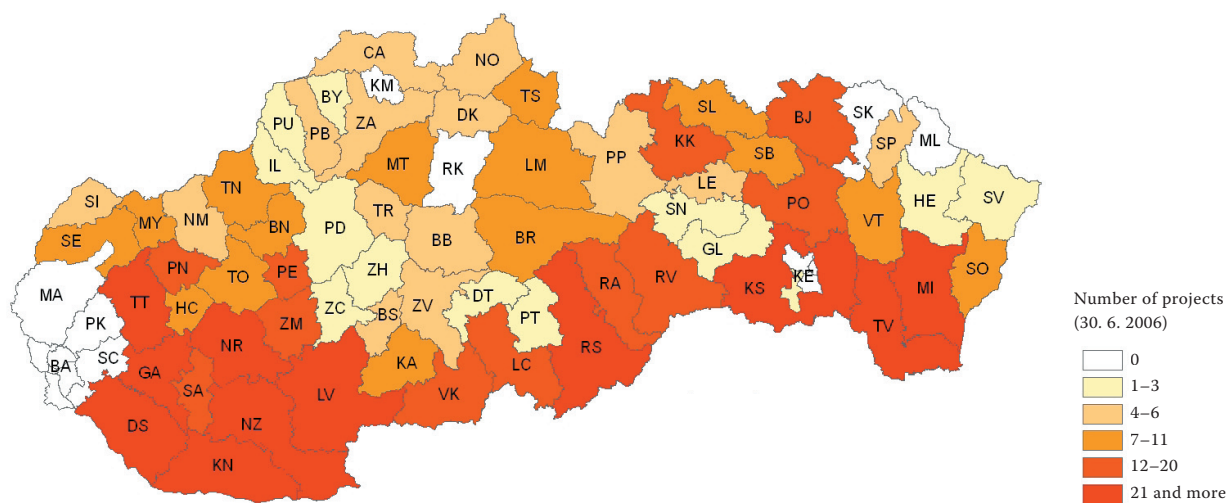 CA
NO
KM
BY
TS
PU
PB
ZA
DK
SL
BJ
SK
SP
ML
KK
SB
IL
MT
RK
LM
PP
LE
TN
SI
NM
MY
SE
BN
TR
PD
BB
BR
SN
GL
PO
VT
HE
SV
PN
TO
PE
ZH
KE
SO
MA
TT
HC
ZC
BS
ZV
DT
PT
RA
RV
KS
MI
PK
ZM
TV
SC
BA
GA
NR
SA
LV
KA
VK
LC
RS
DS
NZ
KN
Number of projects
(30. 6. 2006)
0
1–3
4–6
7–11
12–20
21 and more